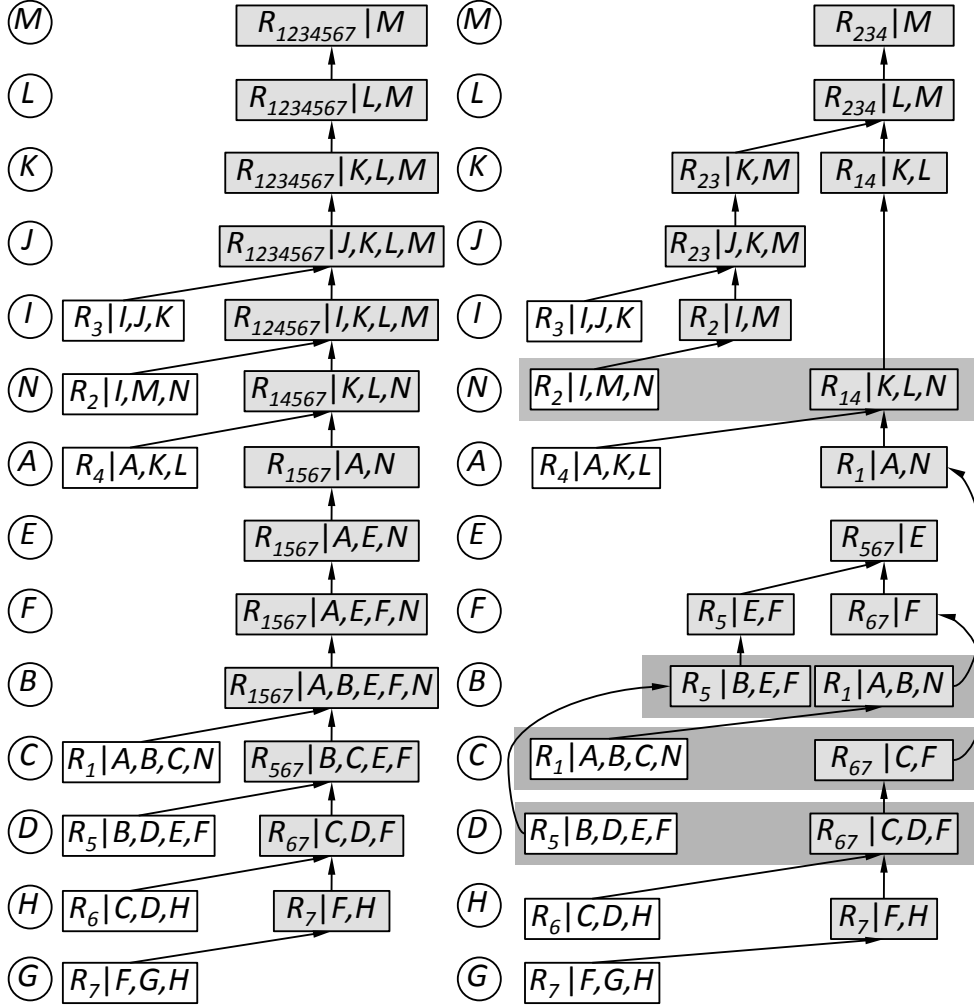 M R1234567 | M M R234 | M
L R1234567 | L,M L R234 | L,M
K R1234567 | K,L,M K R23 | K,M R14 | K,L
J R1234567 | J,K,L,M J R23 | J,K,M
I R3 | I,J,K R124567 | I,K,L,M I R3 | I,J,K R2 | I,M
N R2 | I,M,N R14567 | K,L,N N R2 | I,M,N R14 | K,L,N
A R4 | A,K,L R1567 | A,N A R4 | A,K,L R1 | A,N
E R1567 | A,E,N E R567 | E
F R1567 | A,E,F,N F R5 | E,F R67 | F
B R1567 | A,B,E,F,N B R5 | B,E,F R1 | A,B,N
C R1 | A,B,C,N R567 | B,C,E,F C R1 | A,B,C,N R67 | C,F
D R5 | B,D,E,F R67 | C,D,F D R5 | B,D,E,F R67 | C,D,F
H R6 | C,D,H R7 | F,H H R6 | C,D,H R7 | F,H
G R7 | F,G,H G R7 | F,G,H